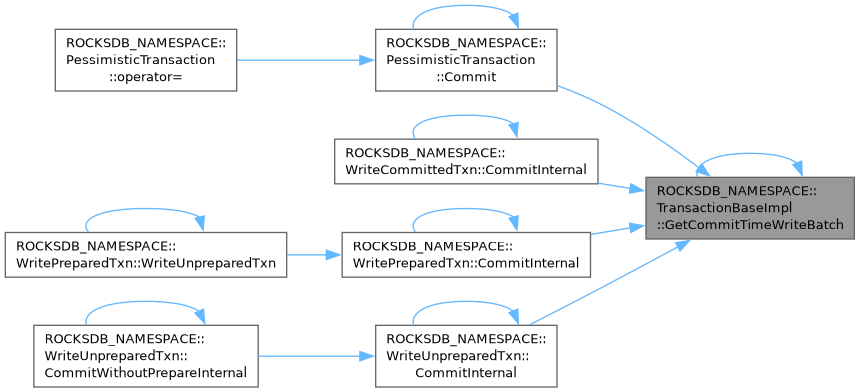 ROCKSDB_NAMESPACE::
PessimisticTransaction
::operator=
ROCKSDB_NAMESPACE::
PessimisticTransaction
::Commit
ROCKSDB_NAMESPACE::
WriteCommittedTxn::CommitInternal
ROCKSDB_NAMESPACE::
TransactionBaseImpl
::GetCommitTimeWriteBatch
ROCKSDB_NAMESPACE::
WritePreparedTxn::WriteUnpreparedTxn
ROCKSDB_NAMESPACE::
WritePreparedTxn::CommitInternal
ROCKSDB_NAMESPACE::
WriteUnpreparedTxn::
CommitWithoutPrepareInternal
ROCKSDB_NAMESPACE::
WriteUnpreparedTxn::
CommitInternal